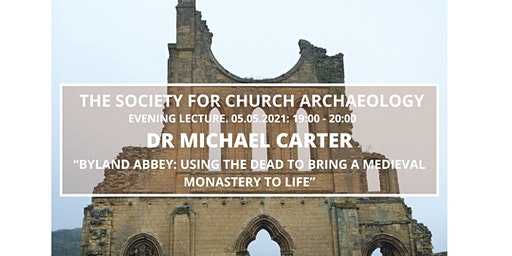 THE SOCIETY FOR CHURCH ARCHAEOLOGY
EVENING LECTURE. 05.05.2021: 19:00 - 20:00
DR MICHAEL CARTER
“BYLAND ABBEY: USING THE DEAD TO BRING A MEDIEVAL
MONASTERY TO LIFE”